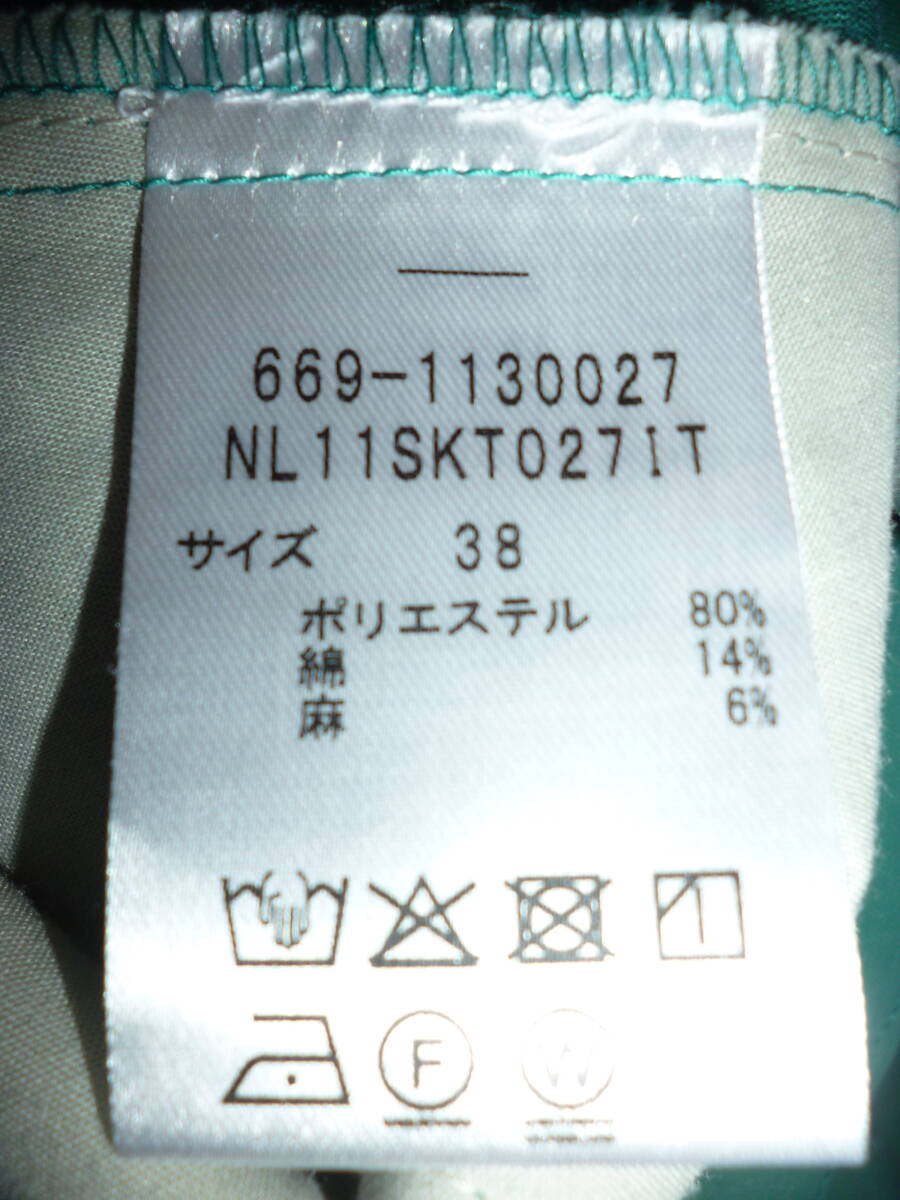 669-1130027
NL11SKT027IT
サイズ 38
ポリエステル 80%
綿 14%
麻 6%
F W